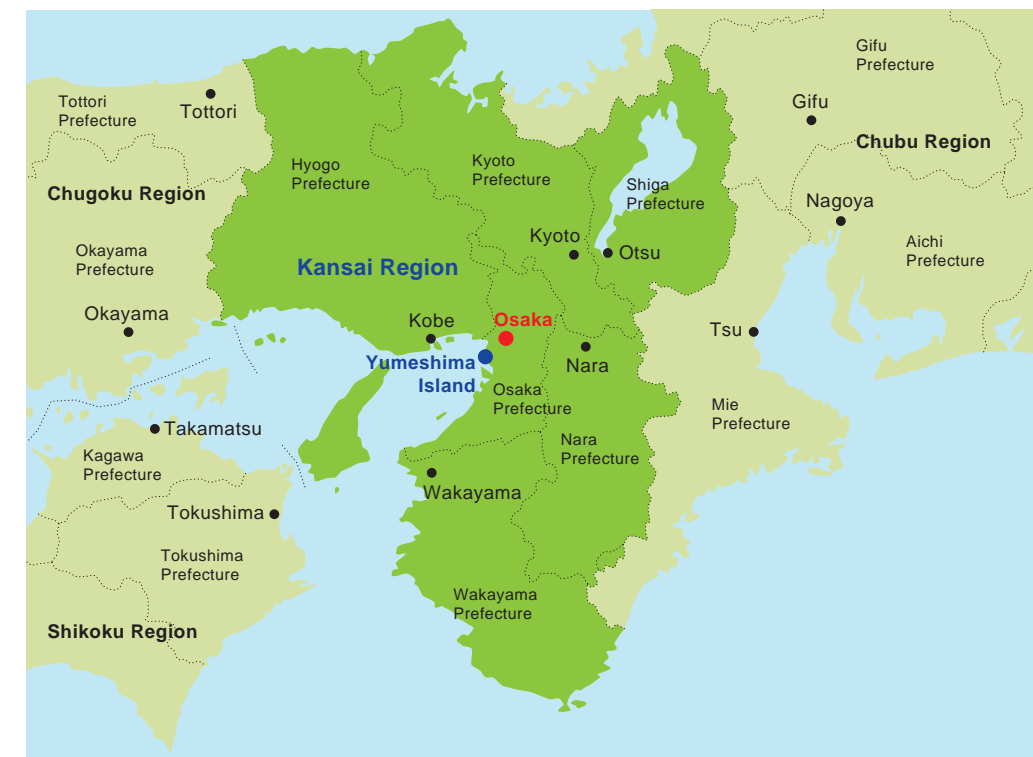 Gifu
Prefecture
Tottori
Prefecture
Tottori
Gifu
Chubu Region
Hyogo
Prefecture
Kyoto
Prefecture
Shiga
Prefecture
Chugoku Region
Nagoya
Kyoto
Otsu
Aichi
Prefecture
Okayama
Prefecture
Kansai Region
Okayama
Kobe
Osaka
Tsu
Yumeshima
Island
Nara
Osaka
Prefecture
Mie
Prefecture
Takamatsu
Nara
Prefecture
Kagawa
Prefecture
Wakayama
Tokushima
Tokushima
Prefecture
Wakayama
Prefecture
Shikoku Region